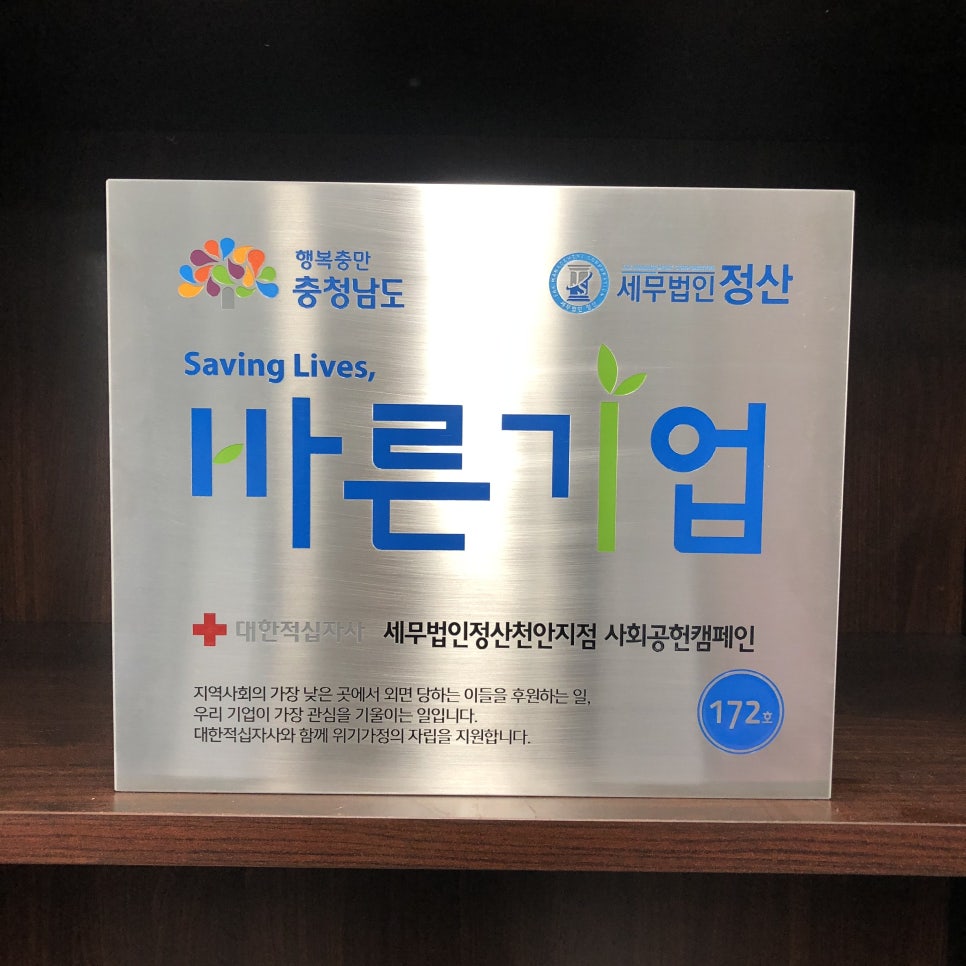 행복충만
충청남도
세무법인 정산
Saving Lives,
바른기업
대한적십자사 세무법인정산천안지점 사회공헌캠페인
지역사회의 가장 낮은 곳에서 외면 당하는 이들을 후원하는 일,
우리 기업이 가장 관심을 기울이는 일입니다.
대한적십자사와 함께 위기가정의 자립을 지원합니다.
172호